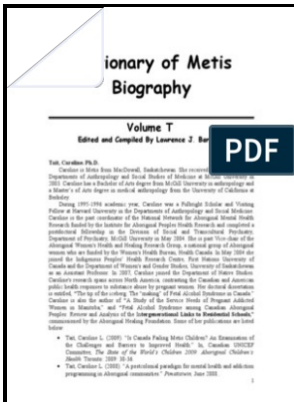 ionary of Metis
Biography
Volume T
Edited and Compiled By Lawrence J. Bar
PDF
Tait, Caroline Ph.D.
Caroline is Metis from MacDowall, Saskatchewan. She received
Departments of Anthropology and Social Studies of Medicine at McGill University in
2003. Caroline has a Bachelor of Arts degree from McGill University in anthropology and
a Master's of Arts degree in medical anthropology from the University of California at
Berkeley.
During 1995-1996 academic year, Caroline was a Fulbright Scholar and Visiting
Fellow at Harvard University in the Departments of Anthropology and Social Medicine.
Caroline is the past coordinator of the National Network for Aboriginal Mental Health
Research funded by the Institute for Aboriginal Peoples Health Research and completed a
postdoctoral fellowship in the Division of Social and Transcultural Psychiatry,
Department of Psychiatry, McGill University in May 2004. She is past Vice-chair of the
Aboriginal Women's Health and Healing Research Group, a national group of Aboriginal
women who are funded by the Women's Health Bureau, Health Canada. In May 2004 she
joined the Indigenous Peoples' Health Research Centre, First Nations University of
Canada and the Department of Women's and Gender Studies, University of Saskatchewan
as an Assistant Professor. In 2007, Caroline joined the Department of Native Studies.
Caroline's research spans across North America, contrasting the Canadian and American
public health responses to substance abuse by pregnant women. Her doctoral dissertation
is entitled, "The tip of the iceberg: The 'making' of Fetal Alcohol Syndrome in Canada."
Caroline is also the author of "A Study of the Service Needs of Pregnant Addicted
Women in Manitoba," and "Fetal Alcohol Syndrome among Canadian Aboriginal
Peoples: Review and Analysis of the Intergenerational Links to Residential Schools,"
commissioned by the Aboriginal Healing Foundation. Some of her publications are listed
below:
• Tait, Caroline L. (2009) "Is Canada Failing Metis Children? An Examination of
the Challenges and Barriers to Improved Health". In, Canadian UNICEF
Committee, The State of the World's Children 2009: Aboriginal Children's
Health. Toronto: 2009: 36-38.
• Tait, Caroline L. (2008) "A postcolonial paradigm for mental health and addiction
programming in Aboriginal communities." Pimatisiwin. June 2008.
1